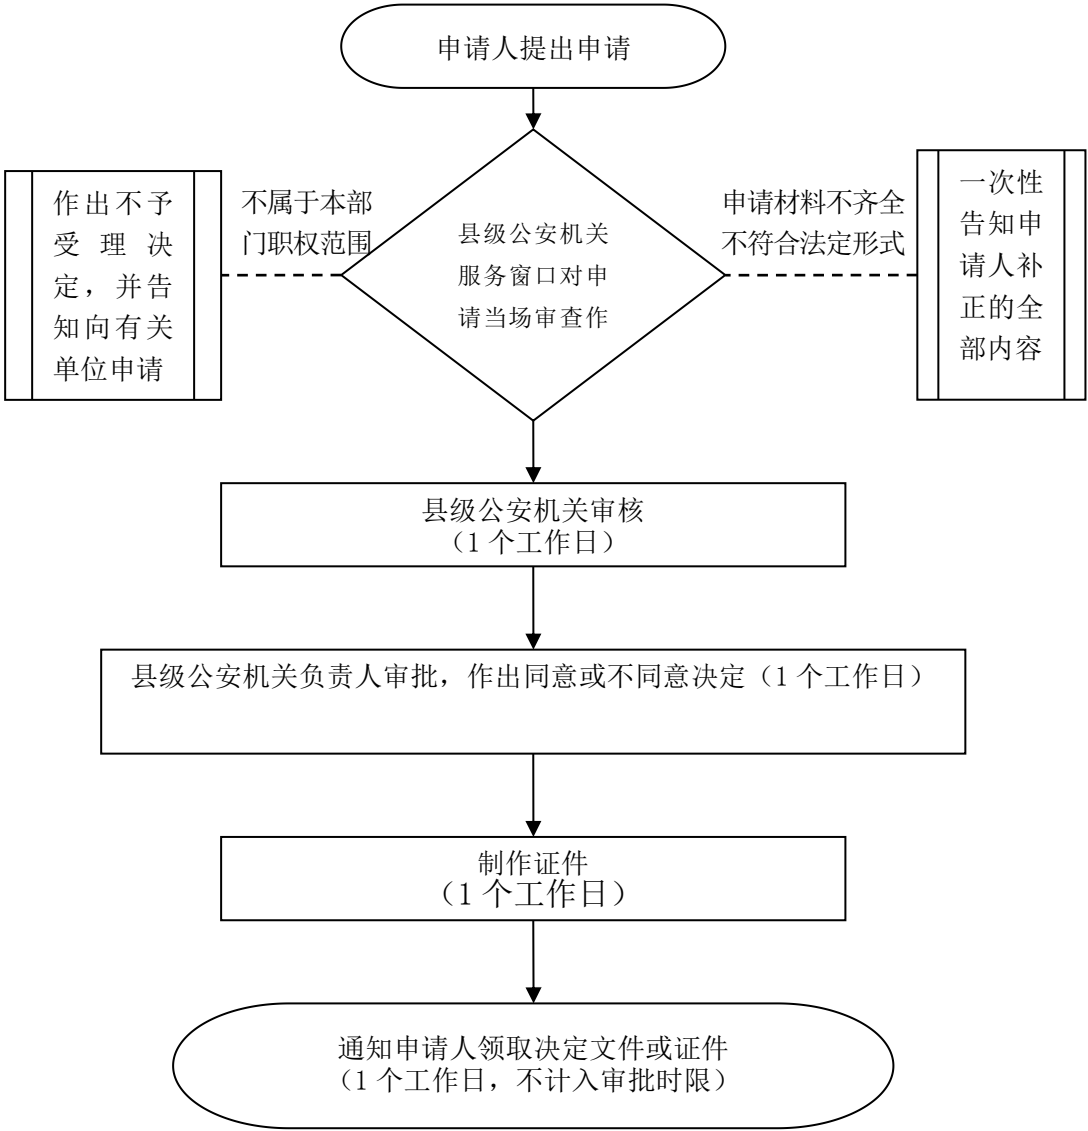 申请人提出申请
作出不予
受理决
定，并告
知向有关
单位申请
不属于本部
门职权范围
县级公安机关
服务窗口对申
请当场审查作
申请材料不齐全
不符合法定形式
一次性
告知申
请人补
正的全
部内容
县级公安机关审核
（1个工作日）
县级公安机关负责人审批，作出同意或不同意决定（1个工作日）
制作证件
（1个工作日）
通知申请人领取决定文件或证件
（1个工作日，不计入审批时限）